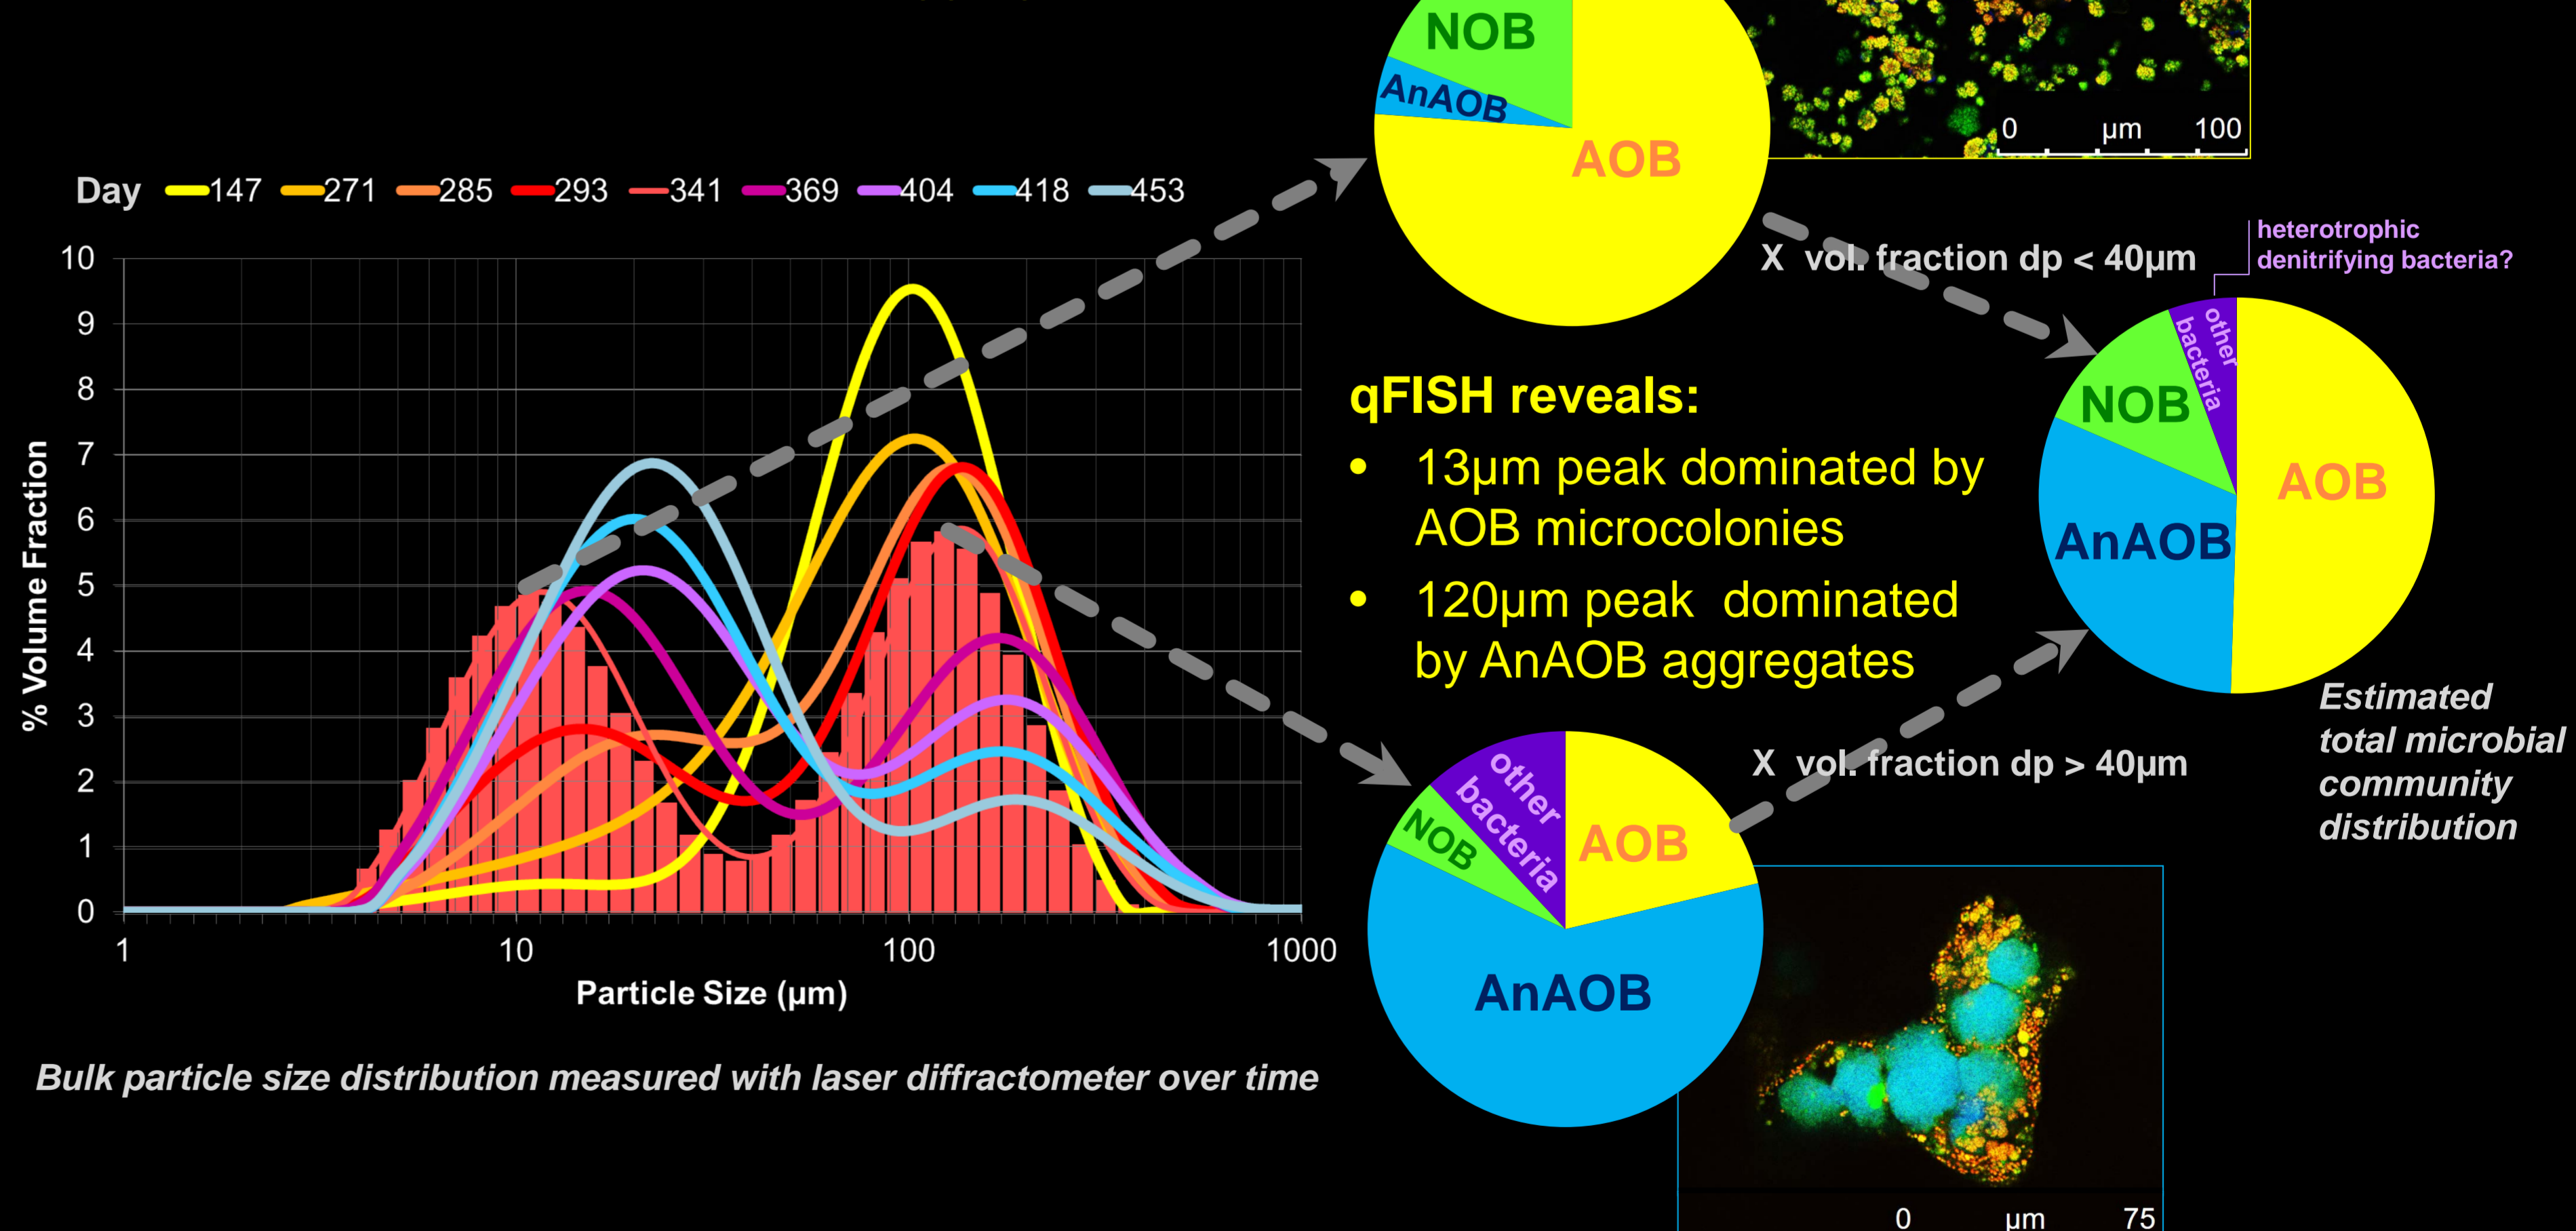 NOB
AnAOB
AOB
0 µm 100
Day 147 271 285 293 341 369 404 418 453
10
9
8
7
6
5
4
3
2
1
0
% Volume Fraction
1 10 100 1000
Particle Size (µm)
Bulk particle size distribution measured with laser diffractometer over time
X vol. fraction dp < 40µm
heterotrophic
denitrifying bacteria?
qFISH reveals:
• 13µm peak dominated by
AOB microcolonies
• 120µm peak dominated
by AnAOB aggregates
other
bacteria
NOB
AOB
AnAOB
X vol. fraction dp > 40µm
Estimated
total microbial
community
distribution
other
bacteria
NOB
AOB
AnAOB
0 µm 75